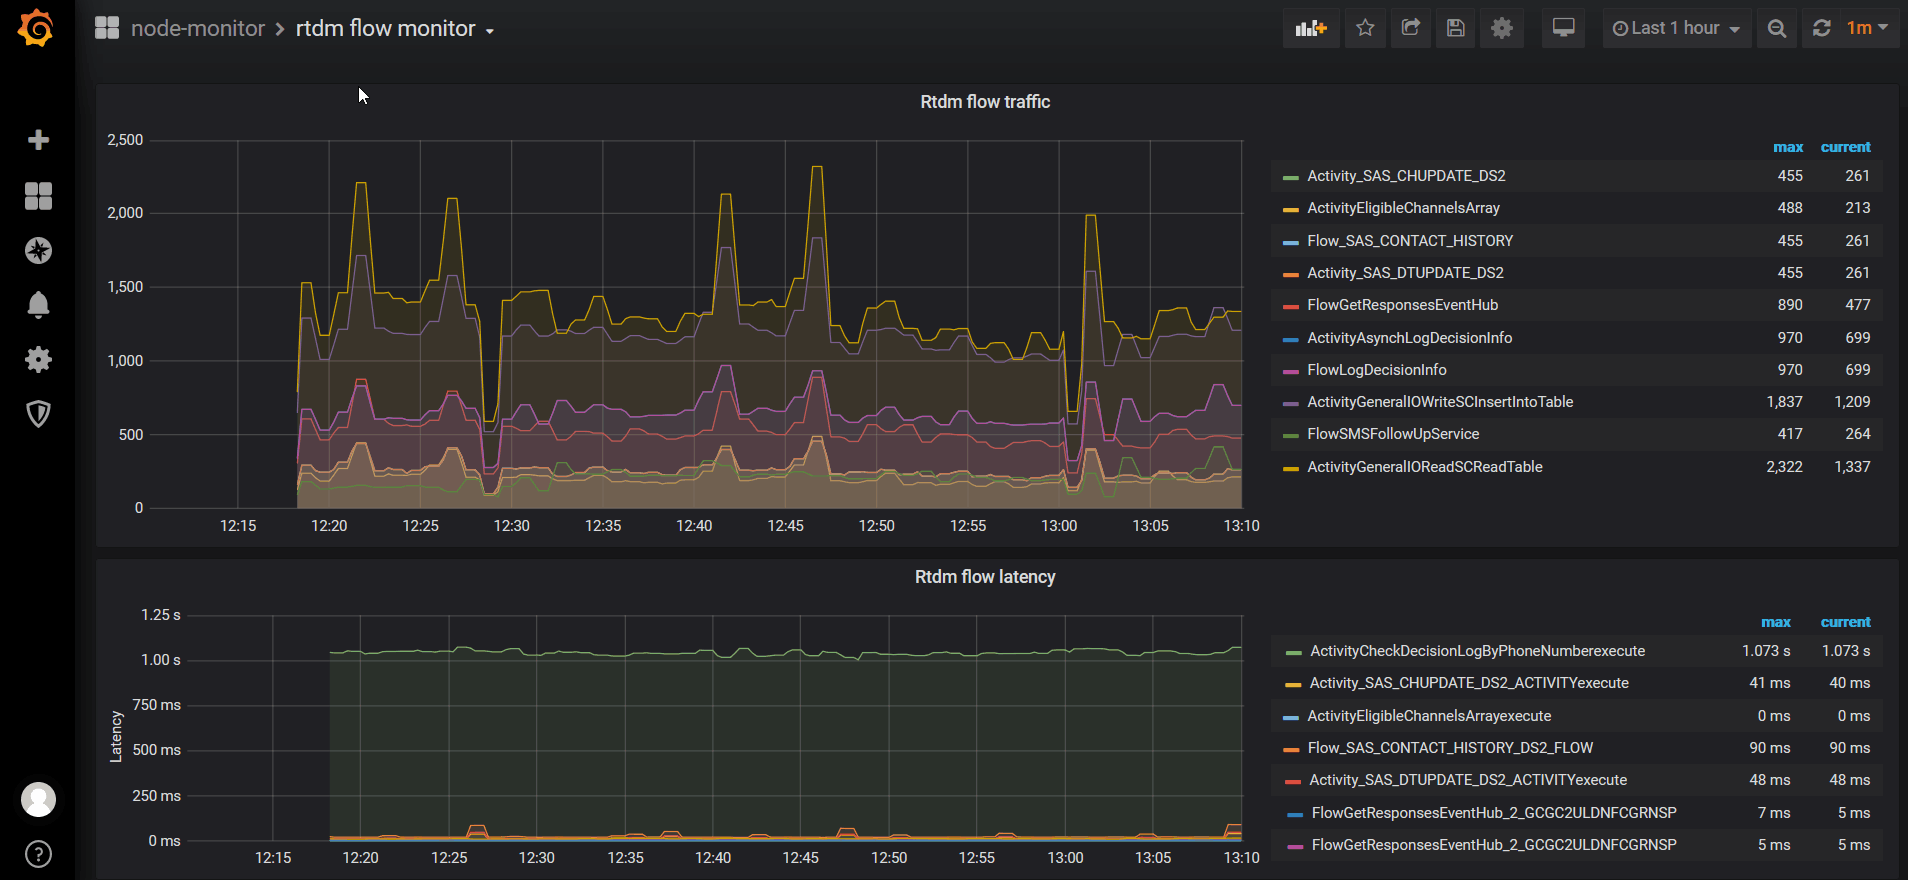 node-monitor > rtdm flow monitor
Last 1 hour
1m
Rtdm flow traffic
2,500
2,000
1,500
1,000
500
0
12:15 12:20 12:25 12:30 12:35 12:40 12:45 12:50 12:55 13:00 13:05 13:10
max current
Activity_SAS_CHUPDATE_DS2 455 261
ActivityEligibleChannelsArray 488 213
Flow_SAS_CONTACT_HISTORY 455 261
Activity_SAS_DTUPDATE_DS2 455 261
FlowGetResponsesEventHub 890 477
ActivityAsynchLogDecisionInfo 970 699
FlowLogDecisionInfo 970 699
ActivityGeneralIOWriteSCInsertIntoTable 1,837 1,209
FlowSMSFollowUpService 417 264
ActivityGeneralIOReadSCReadTable 2,322 1,337
Rtdm flow latency
Latency
1.25 s
1.00 s
750 ms
500 ms
250 ms
0 ms
12:15 12:20 12:25 12:30 12:35 12:40 12:45 12:50 12:55 13:00 13:05 13:10
max current
ActivityCheckDecisionLogByPhoneNumberexecute 1.073 s 1.073 s
Activity_SAS_CHUPDATE_DS2_ACTIVITYexecute 41 ms 40 ms
ActivityEligibleChannelsArrayexecute 0 ms 0 ms
Flow_SAS_CONTACT_HISTORY_DS2_FLOW 90 ms 90 ms
Activity_SAS_DTUPDATE_DS2_ACTIVITYexecute 48 ms 48 ms
FlowGetResponsesEventHub_2_GCGC2ULDNFCGRNSP 7 ms 5 ms
FlowGetResponsesEventHub_2_GCGC2ULDNFCGRNSP 5 ms 5 ms